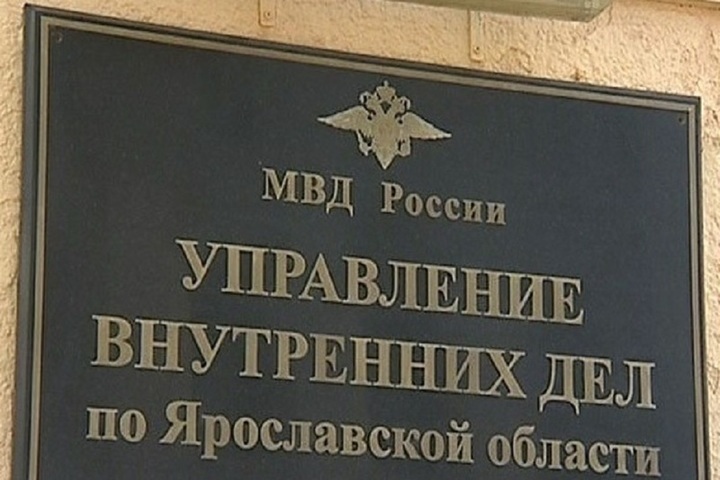 МВД России
УПРАВЛЕНИЕ
ВНУТРЕННИХ ДЕЛ
по Ярославской области